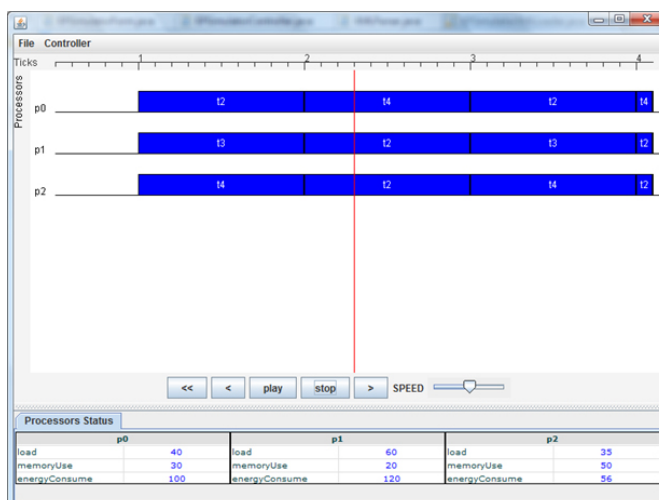 File Controller
Ticks 1 2 3 4
Processors
p0 t2 t4 t2 t4
p1 t3 t2 t3 t2
p2 t4 t2 t4 t2
<< < play stop > SPEED
Processors Status
p0 p1 p2
load 40 load 60 load 35
memoryUse 30 memoryUse 20 memoryUse 50
energyConsume 100 energyConsume 120 energyConsume 56